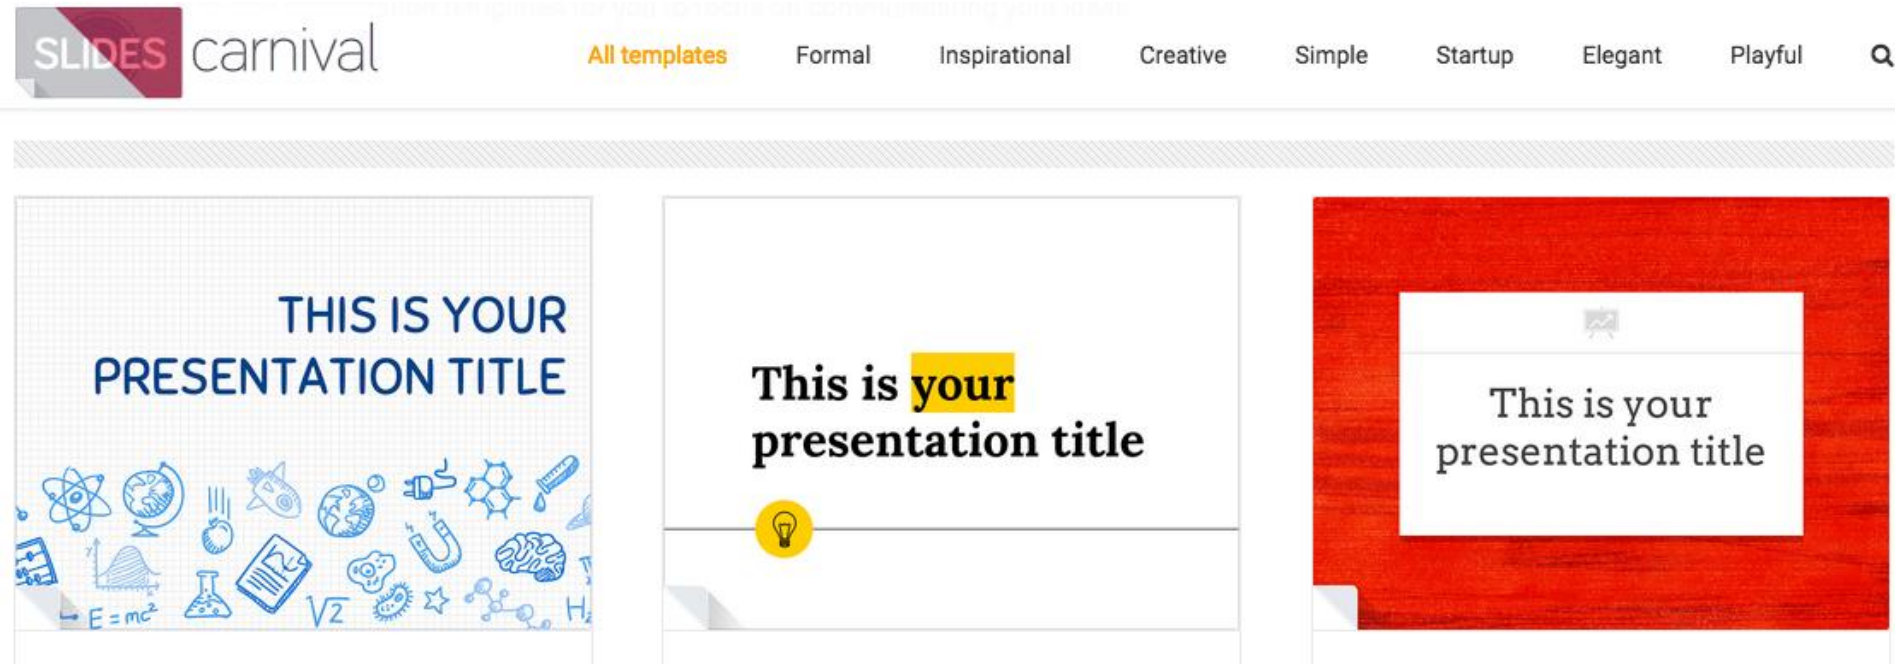 SLIDES carnival
All templates Formal Inspirational Creative Simple Startup Elegant Playful
THIS IS YOUR
PRESENTATION TITLE
E = mc²
√2
This is your
presentation title
This is your
presentation title